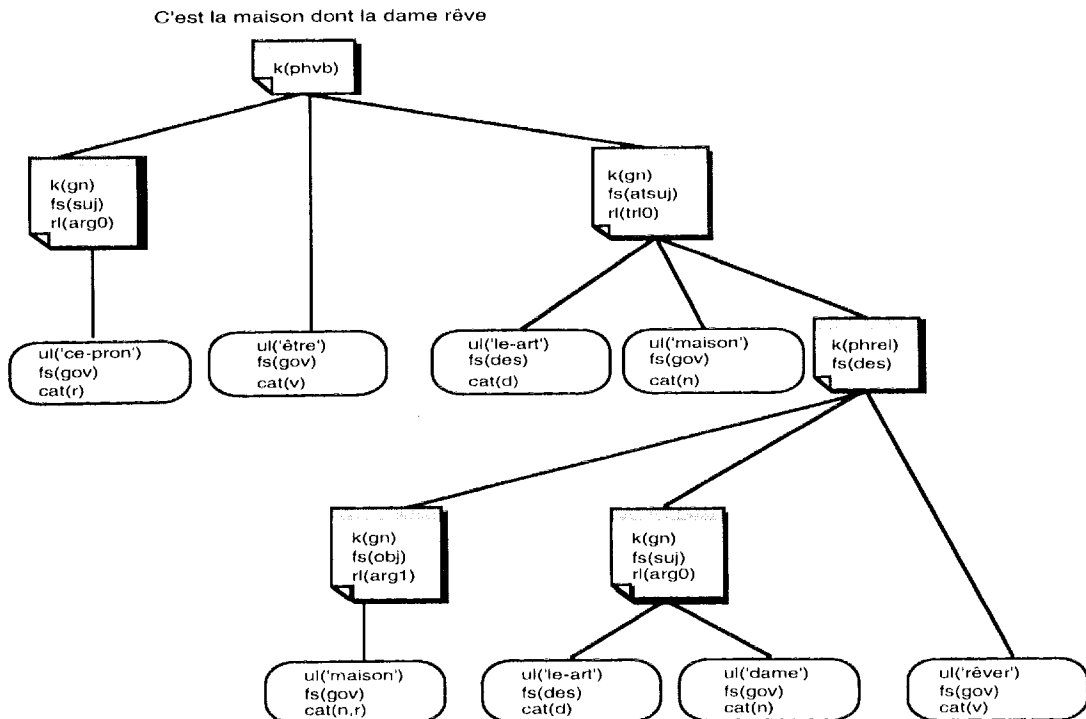 C'est la maison dont la dame rêve
k(phvb)
k(gn)
fs(suj)
rl(arg0)
k(gn)
fs(atsuj)
rl(trl0)
ul('ce-pron')
fs(gov)
cat(r)
ul('être')
fs(gov)
cat(v)
ul('le-art')
fs(des)
cat(d)
ul('maison')
fs(gov)
cat(n)
k(phrel)
fs(des)
k(gn)
fs(obj)
rl(arg1)
k(gn)
fs(suj)
rl(arg0)
ul('maison')
fs(gov)
cat(n,r)
ul('le-art')
fs(des)
cat(d)
ul('dame')
fs(gov)
cat(n)
ul('rêver')
fs(gov)
cat(v)